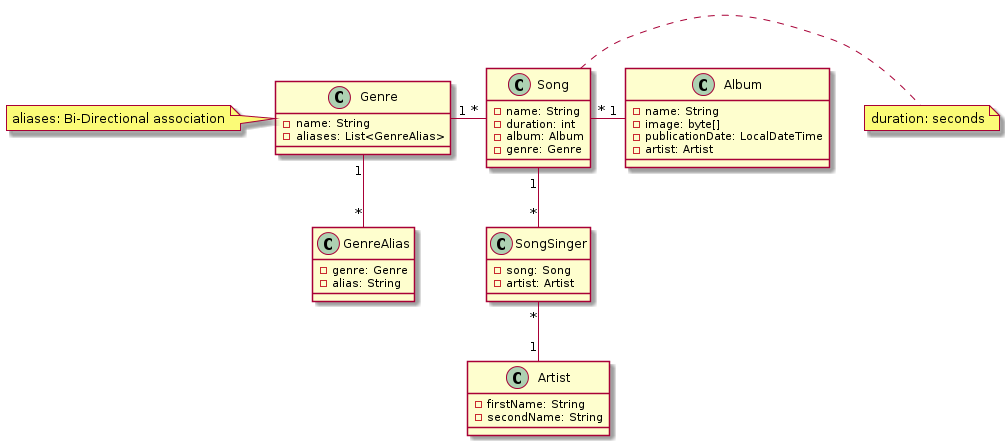 aliases: Bi-Directional association
C Genre
name: String
aliases: List<GenreAlias>
1 *
C Song
name: String
duration: int
album: Album
genre: Genre
* 1
C Album
name: String
image: byte[]
publicationDate: LocalDateTime
artist: Artist
duration: seconds
1
*
C GenreAlias
genre: Genre
alias: String
1
*
C SongSinger
song: Song
artist: Artist
*
1
C Artist
firstName: String
secondName: String